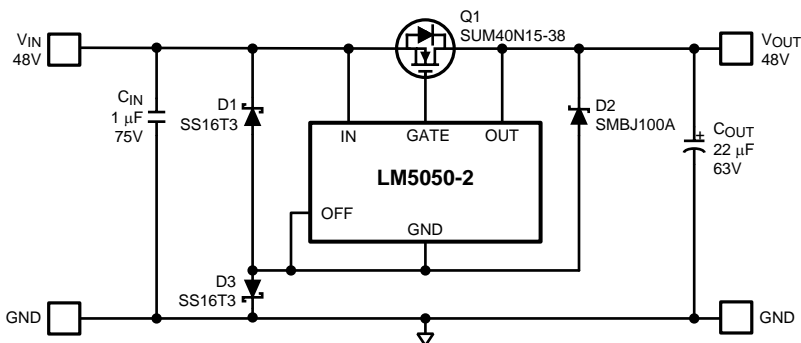 Q1
SUM40N15-38
VIN
48V
VOUT
48V
CIN
1 μF
75V
D1
SS16T3
IN
GATE
OUT
D2
SMBJ100A
COUT
+
22 μF
63V
LM5050-2
OFF
GND
D3
SS16T3
GND
GND